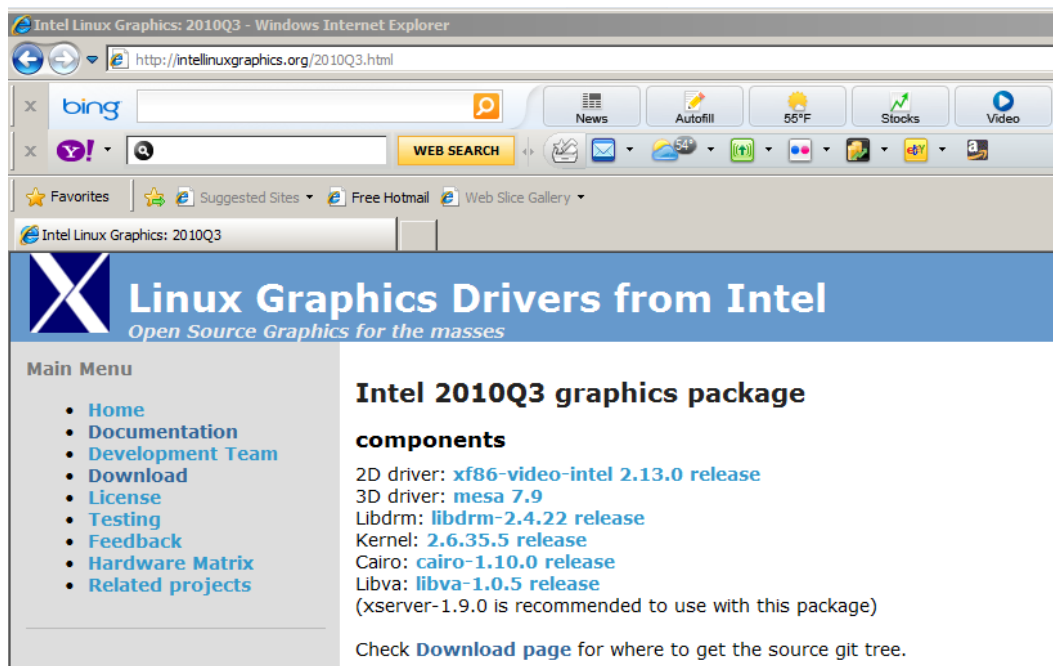 Intel Linux Graphics: 2010Q3 - Windows Internet Explorer
http://intellinuxgraphics.org/2010Q3.html
x bing News Autofill 55°F Stocks Video
x Y! WEB SEARCH 54° ebY a
Favorites Suggested Sites Free Hotmail Web Slice Gallery
Intel Linux Graphics: 2010Q3
X
Linux Graphics Drivers from Intel
Open Source Graphics for the masses
Main Menu
• Home
• Documentation
• Development Team
• Download
• License
• Testing
• Feedback
• Hardware Matrix
• Related projects
Intel 2010Q3 graphics package
components
2D driver: xf86-video-intel 2.13.0 release
3D driver: mesa 7.9
Libdrm: libdrm-2.4.22 release
Kernel: 2.6.35.5 release
Cairo: cairo-1.10.0 release
Libva: libva-1.0.5 release
(xserver-1.9.0 is recommended to use with this package)
Check Download page for where to get the source git tree.